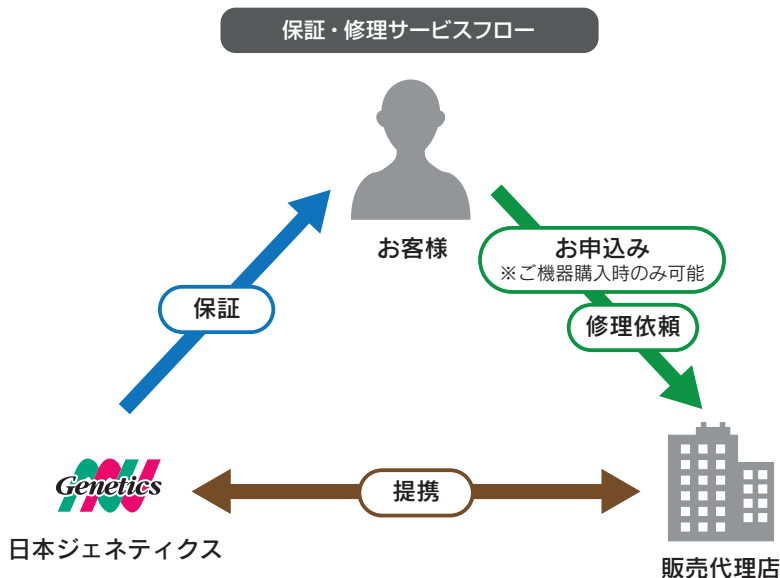 保証・修理サービスフロー
お客様
お申込み
※ご機器購入時のみ可能
保証
修理依頼
Genetics
提携
日本ジェネティクス
販売代理店